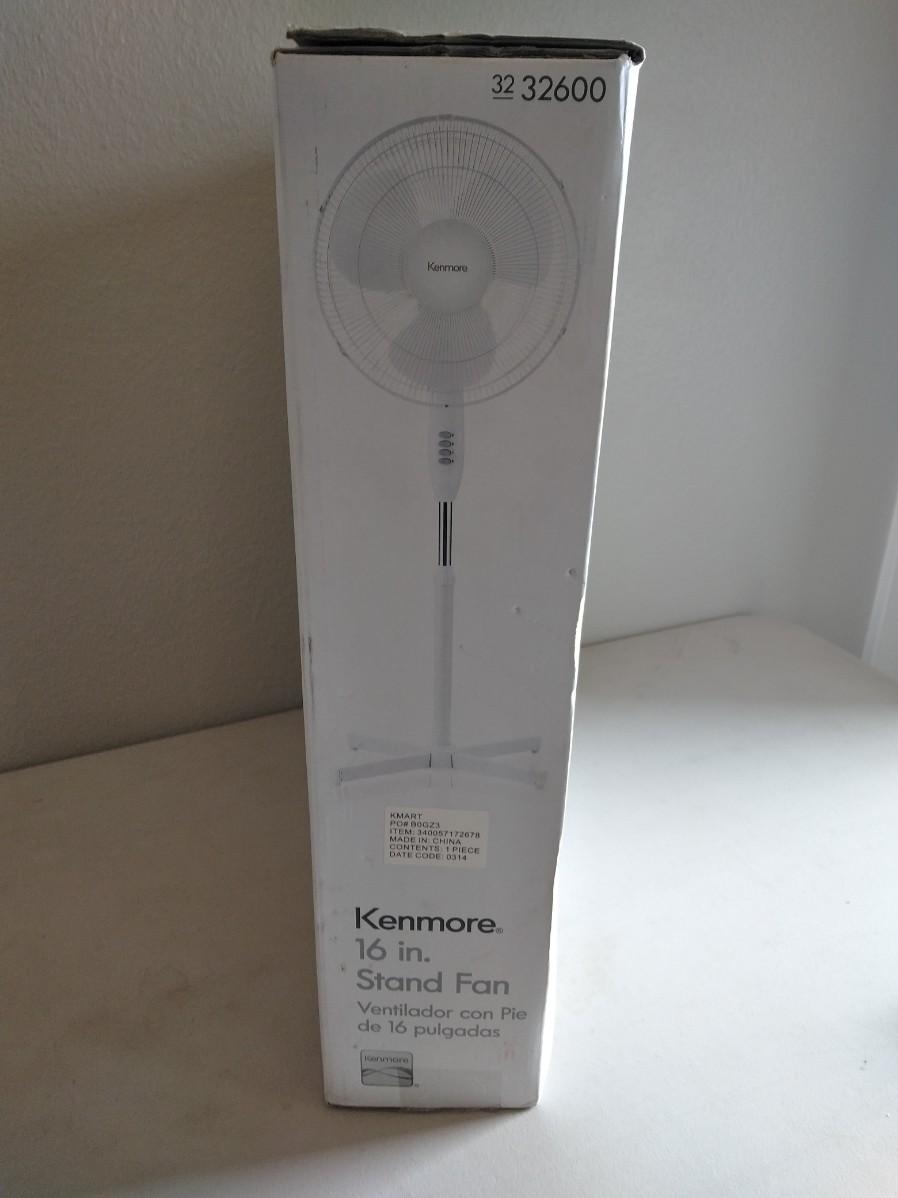 32 32600
Kenmore
KMART
PO# B0GZ3
ITEM: 340057172678
MADE IN: CHINA
CONTENTS: 1 PIECE
DATE CODE: 0314
Kenmore®
16 in.
Stand Fan
Ventilador con Pie
de 16 pulgadas
Kenmore